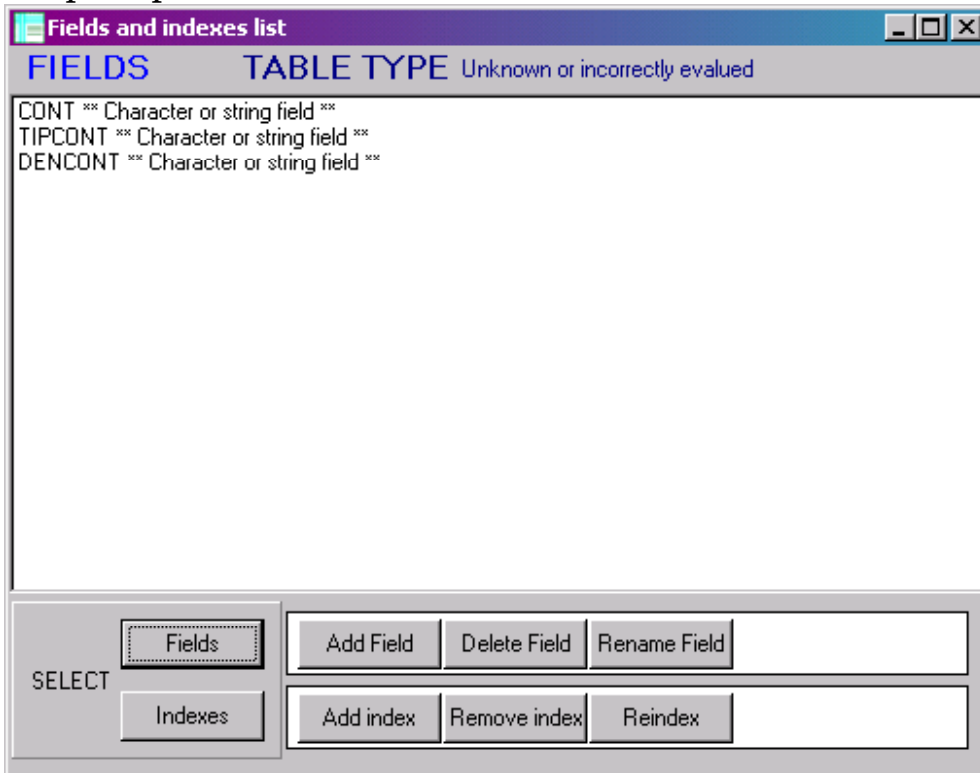 Fields and indexes list
FIELDS TABLE TYPE Unknown or incorrectly evalued
CONT ** Character or string field **
TIPCONT ** Character or string field **
DENCONT ** Character or string field **
SELECT
Fields Add Field Delete Field Rename Field
Indexes Add index Remove index Reindex